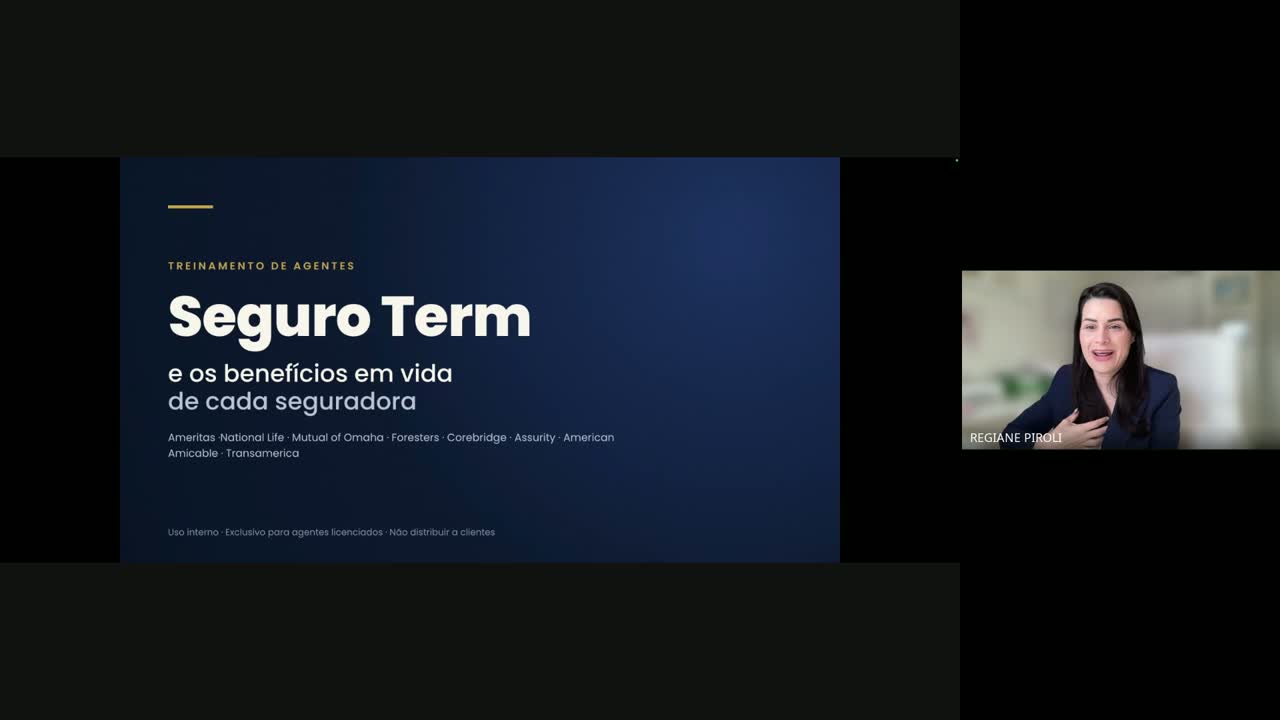 TREINAMENTO DE AGENTES
Seguro Term
e os benefícios em vida
de cada seguradora
Ameritas ·National Life · Mutual of Omaha · Foresters · Corebridge · Assurity · American
Amicable · Transamerica
Uso interno · Exclusivo para agentes licenciados · Não distribuir a clientes
REGIANE PIROLI